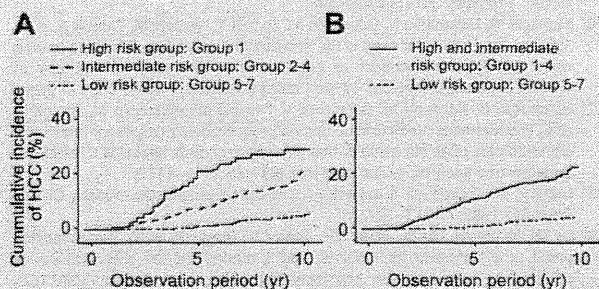 A
High risk group: Group 1
Intermediate risk group: Group 2-4
Low risk group: Group 5-7
Cummulative incidence
of HCC (%)
40
20
0
0
5
10
Observation period (yr)
B
High and intermediate
risk group: Group 1-4
Low risk group: Group 5-7
40
20
0
0
5
10
Observation period (yr)